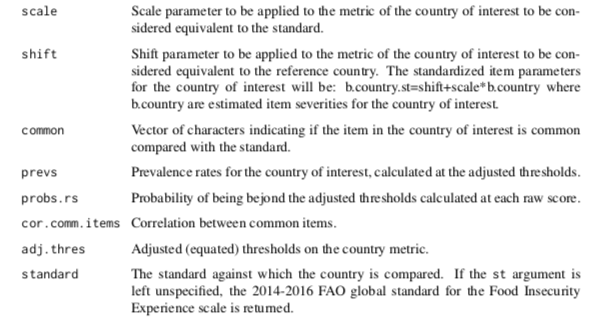 scale Scale parameter to be applied to the metric of the country of interest to be con-
sidered equivalent to the standard.
shift Shift parameter to be applied to the metric of the country of interest to be con-
sidered equivalent to the reference country. The standardized item parameters
for the country of interest will be: b.country.st=shift+scale*b.country where
b.country are estimated item severities for the country of interest.
common Vector of characters indicating if the item in the country of interest is common
compared with the standard.
prevs Prevalence rates for the country of interest, calculated at the adjusted thresholds.
probs.rs Probability of being bejond the adjusted thresholds calculated at each raw score.
cor.comm.items Correlation between common items.
adj.thres Adjusted (equated) thresholds on the country metric.
standard The standard against which the country is compared. If the st argument is
left unspecified, the 2014-2016 FAO global standard for the Food Insecurity
Experience scale is returned.